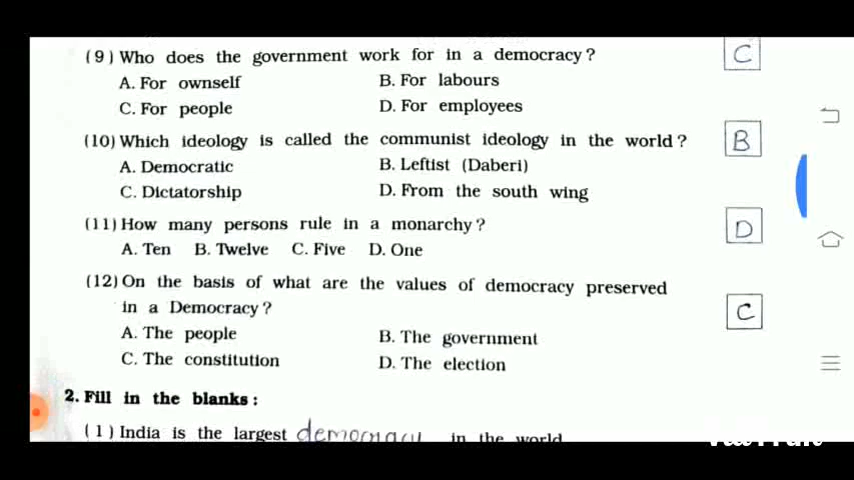 (9) Who does the government work for in a democracy? C
A. For ownself B. For labours
C. For people D. For employees
(10) Which ideology is called the communist ideology in the world? B
A. Democratic B. Leftist (Daberi)
C. Dictatorship D. From the south wing
(11) How many persons rule in a monarchy? D
A. Ten B. Twelve C. Five D. One
(12) On the basis of what are the values of democracy preserved
in a Democracy? C
A. The people B. The government
C. The constitution D. The election
2. Fill in the blanks:
(1) India is the largest democracy in the world